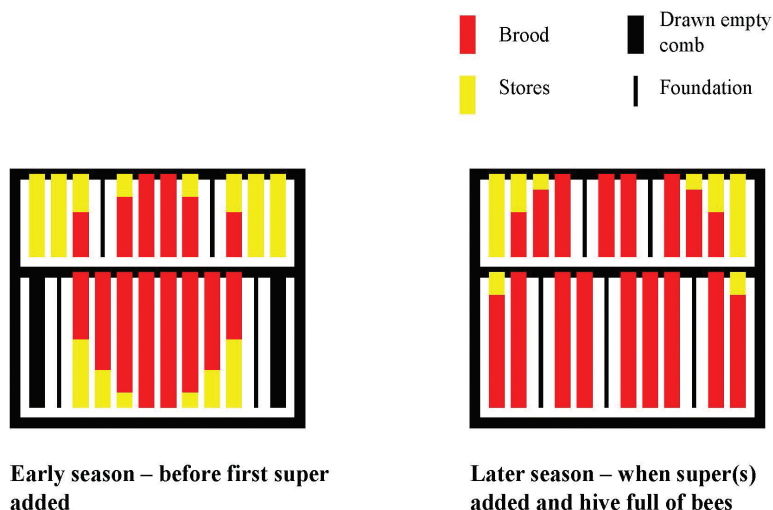 Brood
Drawn empty
comb
Stores
Foundation
Early season – before first super
added
Later season – when super(s)
added and hive full of bees